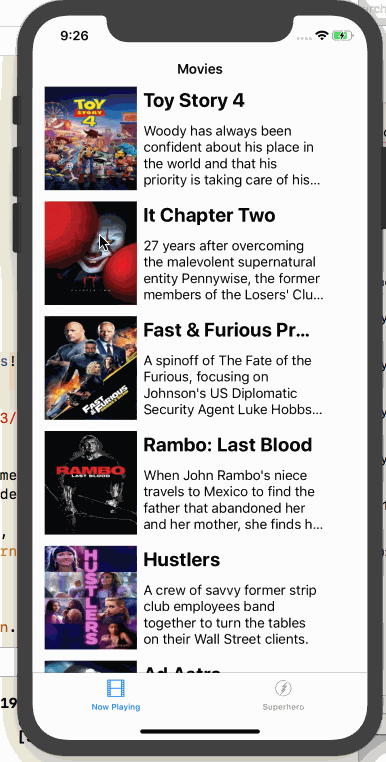 9:26
Movies
TOY
STORY
4
Toy Story 4
Woody has always been
confident about his place in
the world and that his
priority is taking care of his...
It Chapter Two
27 years after overcoming
the malevolent supernatural
entity Pennywise, the former
members of the Losers' Clu...
IT
FAST &
FURIOUS
Fast & Furious Pr...
A spinoff of The Fate of the
Furious, focusing on
Johnson's US Diplomatic
Security Agent Luke Hobbs...
RAMBO
LAST BLOOD
Rambo: Last Blood
When John Rambo's niece
travels to Mexico to find the
father that abandoned her
and her mother, she finds h...
HUSTLERS
Hustlers
A crew of savvy former strip
club employees band
together to turn the tables
on their Wall Street clients.
Ad Astra
Now Playing
Superhero
s!
3/
me
de
,
rn
n.
19
[